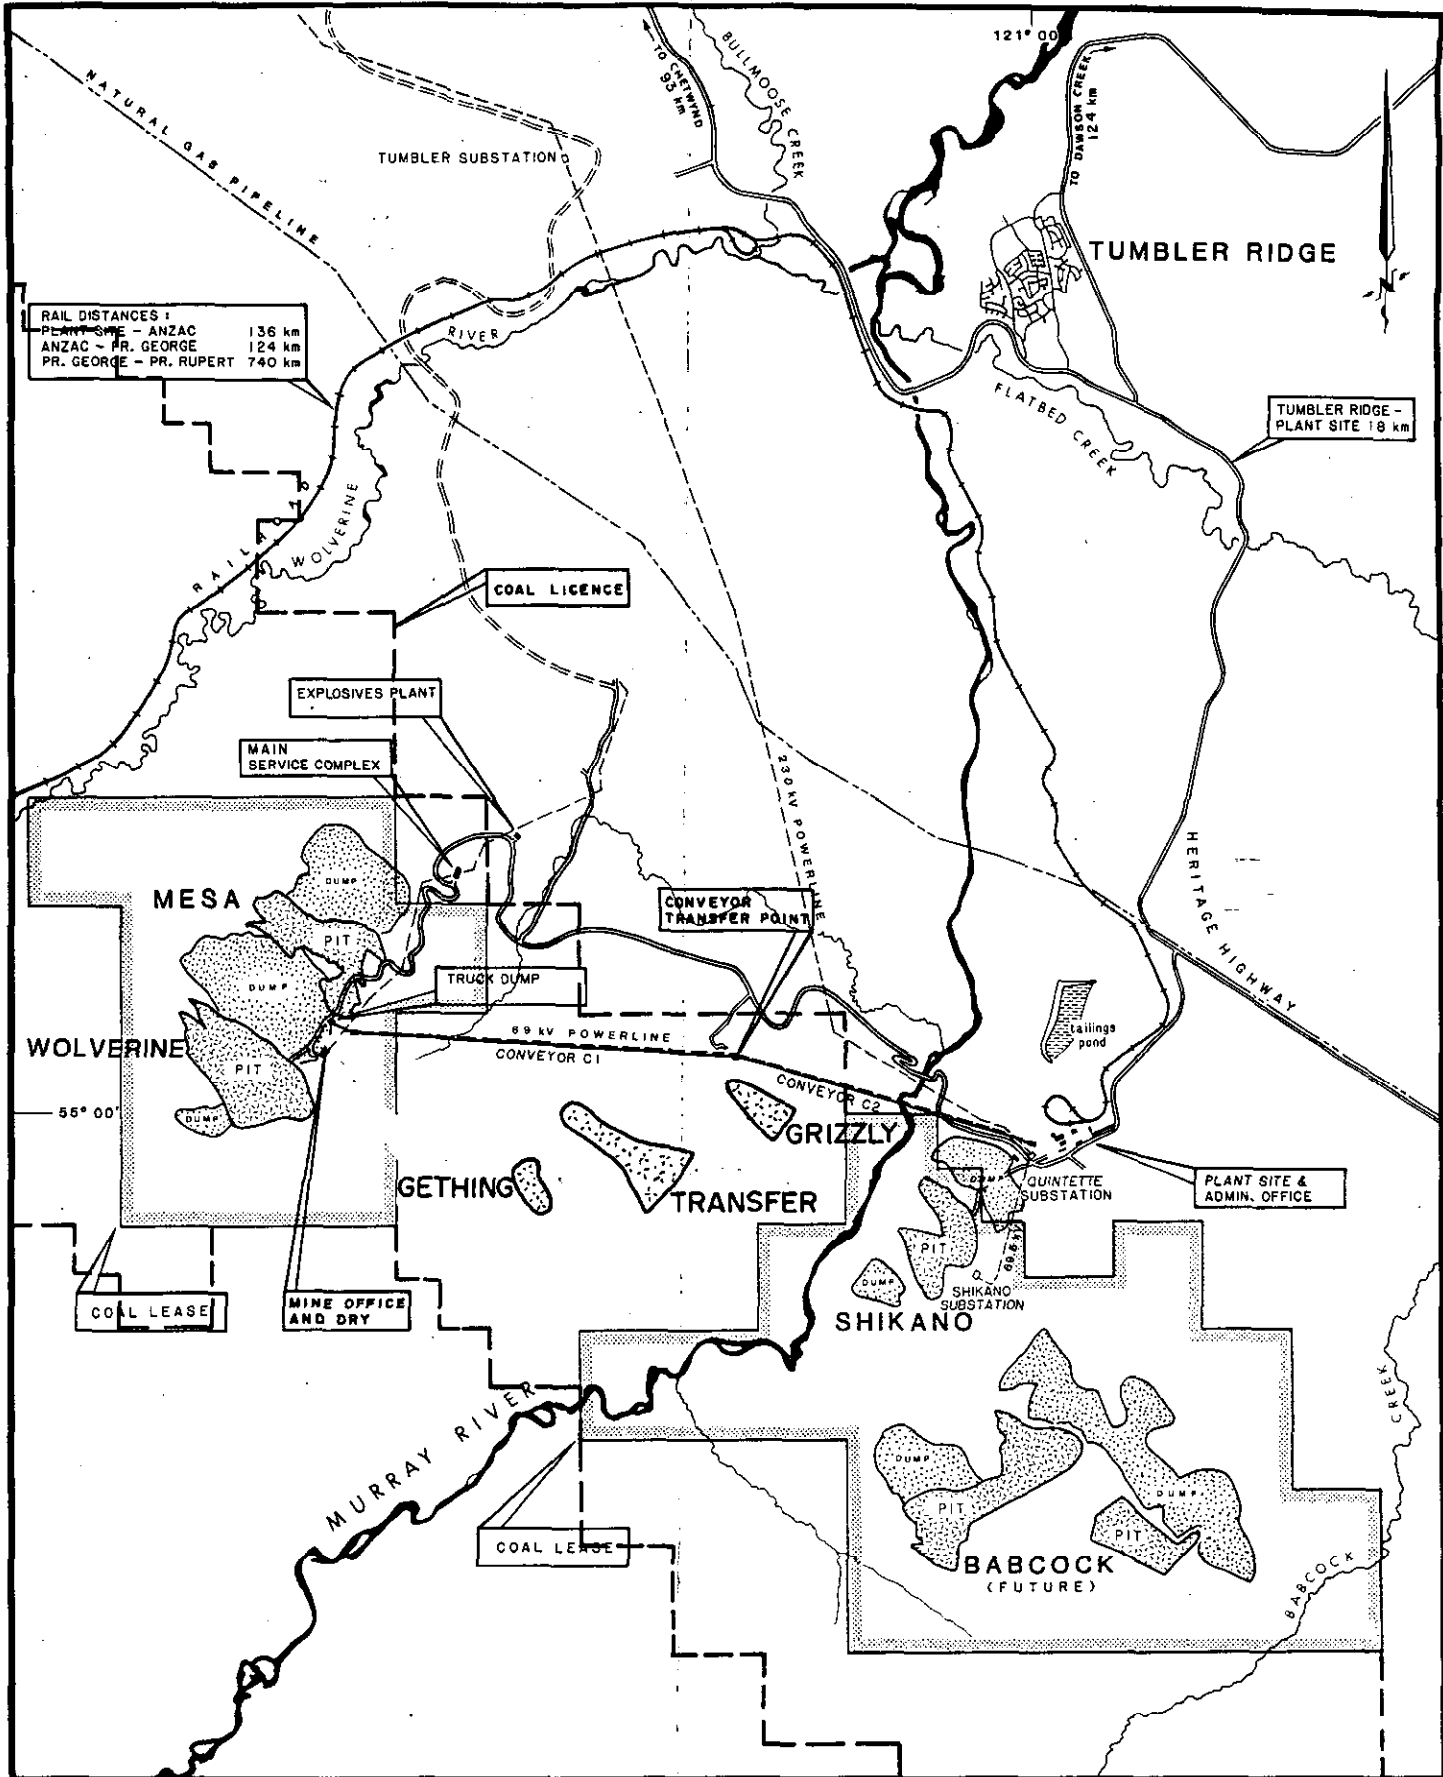 121° 00'
TO CHETWYND
93 km
BULLMOOSE CREEK
TO DAWSON CREEK
124 km
NATURAL GAS PIPELINE
TUMBLER SUBSTATION
TUMBLER RIDGE
RAIL DISTANCES :
PLANT SITE - ANZAC 136 km
ANZAC - PR. GEORGE 124 km
PR. GEORGE - PR. RUPERT 740 km
RIVER
FLATBED CREEK
TUMBLER RIDGE -
PLANT SITE 18 km
WOLVERINE
RAILROAD
COAL LICENCE
EXPLOSIVES PLANT
MAIN
SERVICE COMPLEX
230 kV POWERLINE
HERITAGE HIGHWAY
MESA
DUMP
CONVEYOR
TRANSFER POINT
PIT
TRUCK DUMP
DUMP
tailings
pond
69 kV POWERLINE
CONVEYOR C1
WOLVERINE
PIT
CONVEYOR C2
55° 00'
DUMP
GRIZZLY
GETHING
TRANSFER
DUMP
QUINTETTE
SUBSTATION
PLANT SITE &
ADMIN. OFFICE
PIT
DUMP
SHIKANO
SUBSTATION
COAL LEASE
MINE OFFICE
AND DRY
SHIKANO
MURRAY RIVER
CREEK
DUMP
PIT
DUMP
PIT
COAL LEASE
BABCOCK
(FUTURE)
BABCOCK